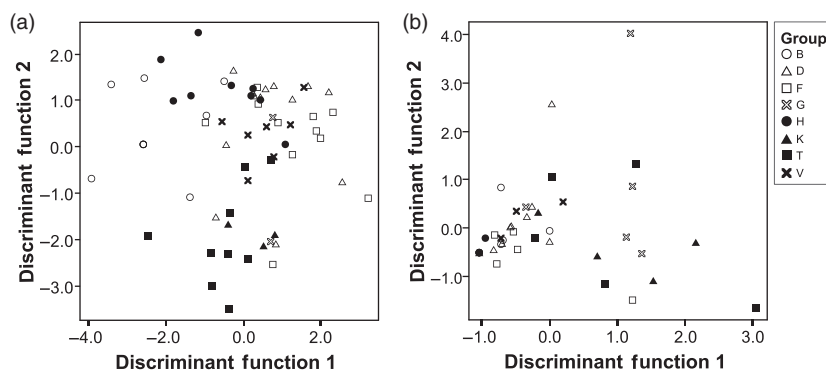 (a)
2.0
1.0
0.0
–1.0
–2.0
–3.0
Discriminant function 2
–4.0
–2.0
0.0
2.0
Discriminant function 1
(b)
4.0
3.0
2.0
1.0
0.0
–1.0
Discriminant function 2
–1.0
0.0
1.0
2.0
3.0
Discriminant function 1
Group
B
D
F
G
H
K
T
V